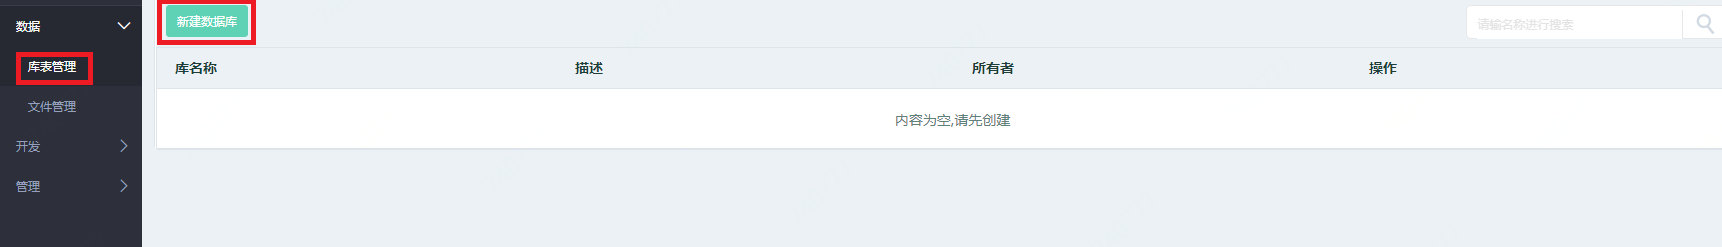 数据
库表管理
文件管理
开发
管理
新建数据库
请输名称进行搜索
库名称 描述 所有者 操作
内容为空,请先创建